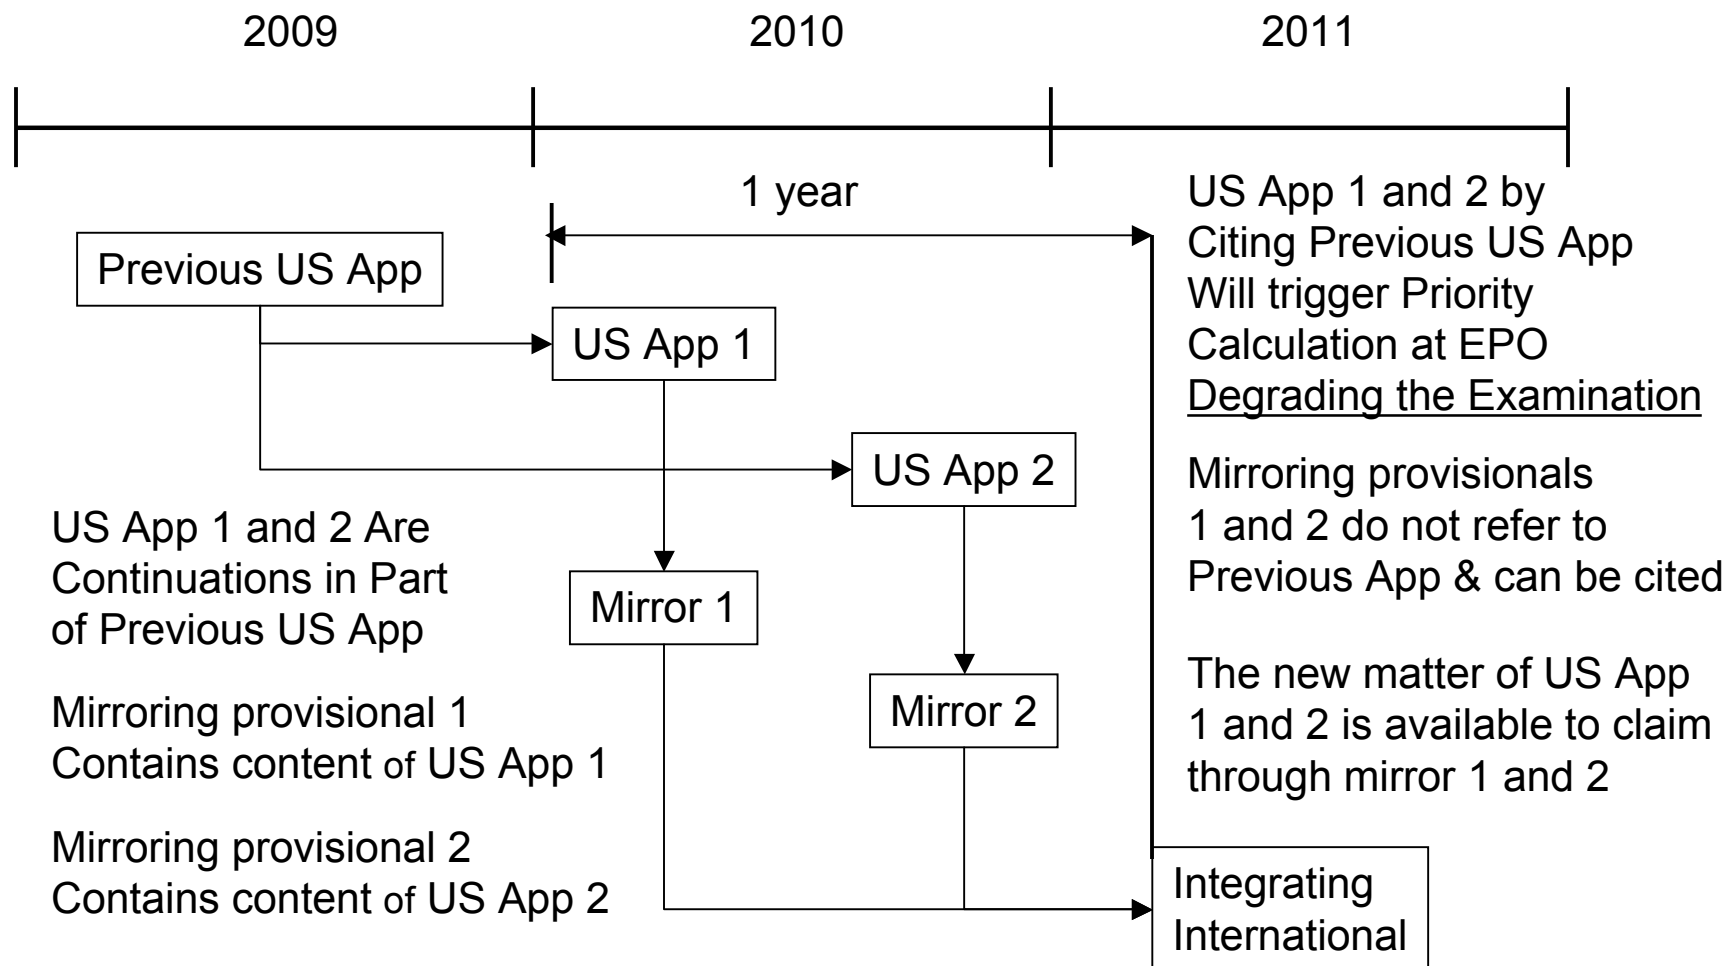 2009
2010
2011
1 year
Previous US App
US App 1
US App 2
Mirror 1
Mirror 2
US App 1 and 2 Are
Continuations in Part
of Previous US App
Mirroring provisional 1
Contains content of US App 1
Mirroring provisional 2
Contains content of US App 2
US App 1 and 2 by
Citing Previous US App
Will trigger Priority
Calculation at EPO
Degrading the Examination
Mirroring provisionals
1 and 2 do not refer to
Previous App & can be cited
The new matter of US App
1 and 2 is available to claim
through mirror 1 and 2
Integrating
International